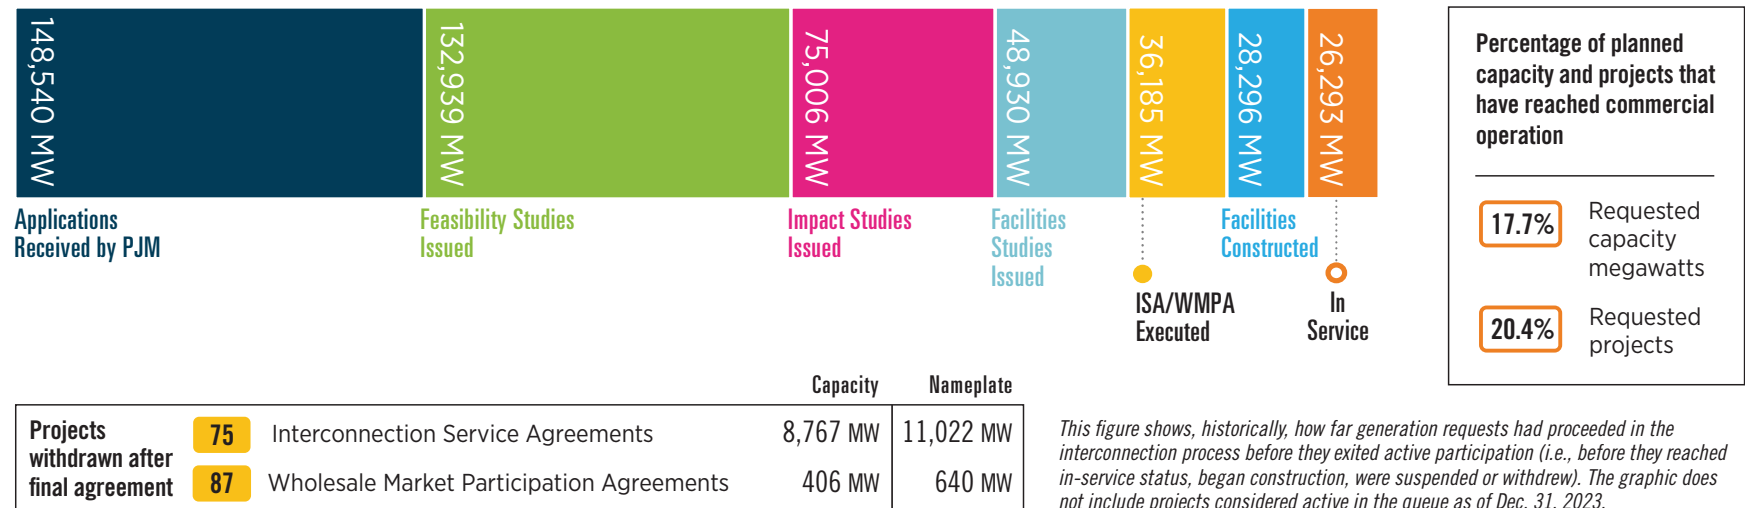 148,540 MW
132,939 MW
75,006 MW
48,930 MW
36,185 MW
28,296 MW
26,293 MW
Applications
Received by PJM
Feasibility Studies
Issued
Impact Studies
Issued
Facilities
Studies
Issued
ISA/WMPA
Executed
Facilities
Constructed
In
Service
Percentage of planned
capacity and projects that
have reached commercial
operation
17.7%
Requested
capacity
megawatts
20.4%
Requested
projects
Capacity Nameplate
Projects
withdrawn after
final agreement
75 Interconnection Service Agreements 8,767 MW 11,022 MW
87 Wholesale Market Participation Agreements 406 MW 640 MW
This figure shows, historically, how far generation requests had proceeded in the
interconnection process before they exited active participation (i.e., before they reached
in-service status, began construction, were suspended or withdrew). The graphic does
not include projects considered active in the queue as of Dec. 31, 2023.